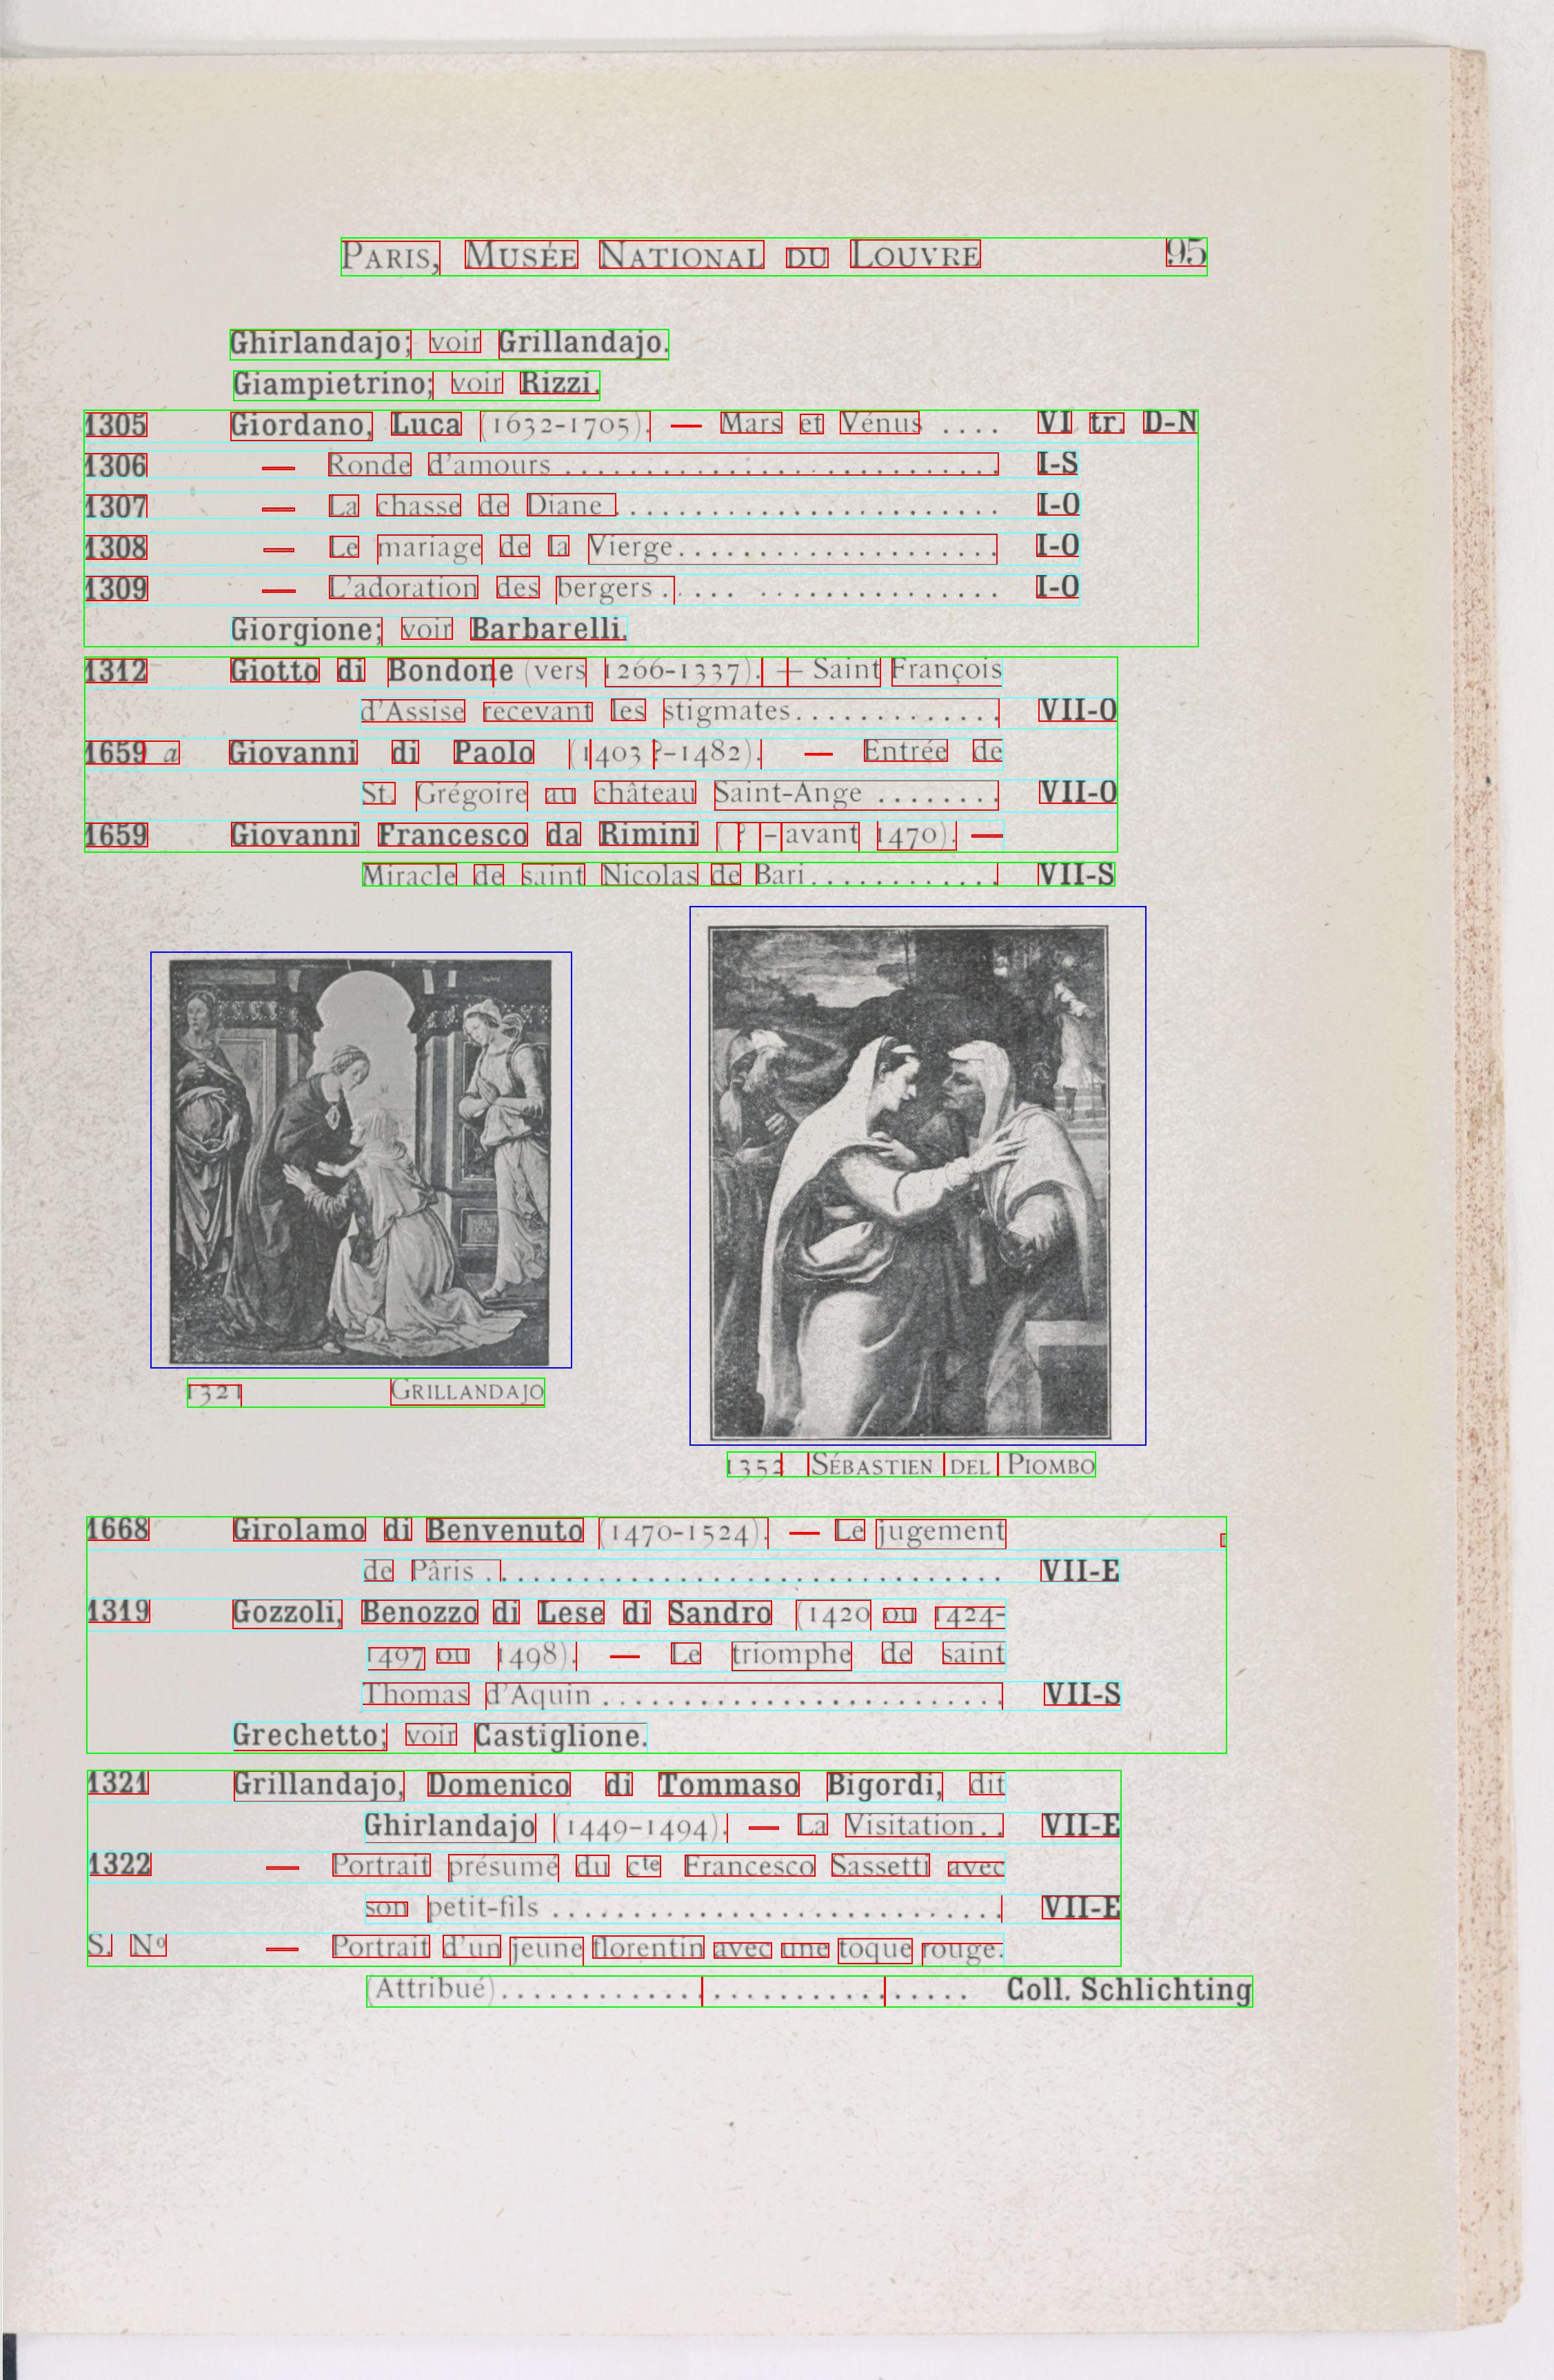 PARIS, MUSÉE NATIONAL DU LOUVRE 95
Ghirlandajo; voir Grillandajo.
Giampietrino; voir Rizzi.
1305 Giordano, Luca (1632-1705). — Mars et Vénus .... VI tr. D-N
1306 — Ronde d'amours ........................... I-S
1307 — La chasse de Diane ........................ I-O
1308 — Le mariage de la Vierge.................... I-O
1309 — L'adoration des bergers ..... ............... I-O
Giorgione; voir Barbarelli.
1312 Giotto di Bondone (vers 1266-1337). — Saint François
d'Assise recevant les stigmates............. VII-O
1659 a Giovanni di Paolo (1403 ?-1482). — Entrée de
St. Grégoire au château Saint-Ange ........ VII-O
1659 Giovanni Francesco da Rimini ( ? -avant 1470). —
Miracle de saint Nicolas de Bari............ VII-S
1321 GRILLANDAJO
1352 SÉBASTIEN DEL PIOMBO
1668 Girolamo di Benvenuto (1470-1524). — Le jugement
de Pâris ................................ VII-E
1319 Gozzoli, Benozzo di Lese di Sandro (1420 ou 1424-
1497 ou 1498). — Le triomphe de saint
Thomas d'Aquin ......................... VII-S
Grechetto; voir Castiglione.
1321 Grillandajo, Domenico di Tommaso Bigordi, dit
Ghirlandajo (1449-1494). — La Visitation.. VII-E
1322 — Portrait présumé du cte Francesco Sassetti avec
son petit-fils ............................ VII-E
S. No — Portrait d'un jeune florentin avec une toque rouge.
(Attribué)............................. Coll. Schlichting